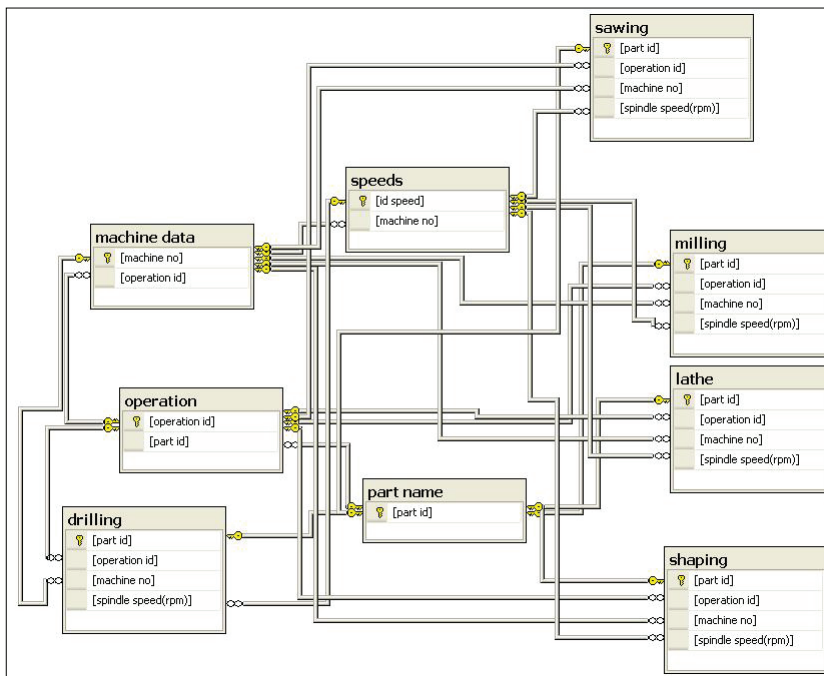 sawing
[part id]
[operation id]
[machine no]
[spindle speed(rpm)]
speeds
[id speed]
[machine no]
machine data
[machine no]
[operation id]
milling
[part id]
[operation id]
[machine no]
[spindle speed(rpm)]
operation
[operation id]
[part id]
lathe
[part id]
[operation id]
[machine no]
[spindle speed(rpm)]
part name
[part id]
drilling
[part id]
[operation id]
[machine no]
[spindle speed(rpm)]
shaping
[part id]
[operation id]
[machine no]
[spindle speed(rpm)]